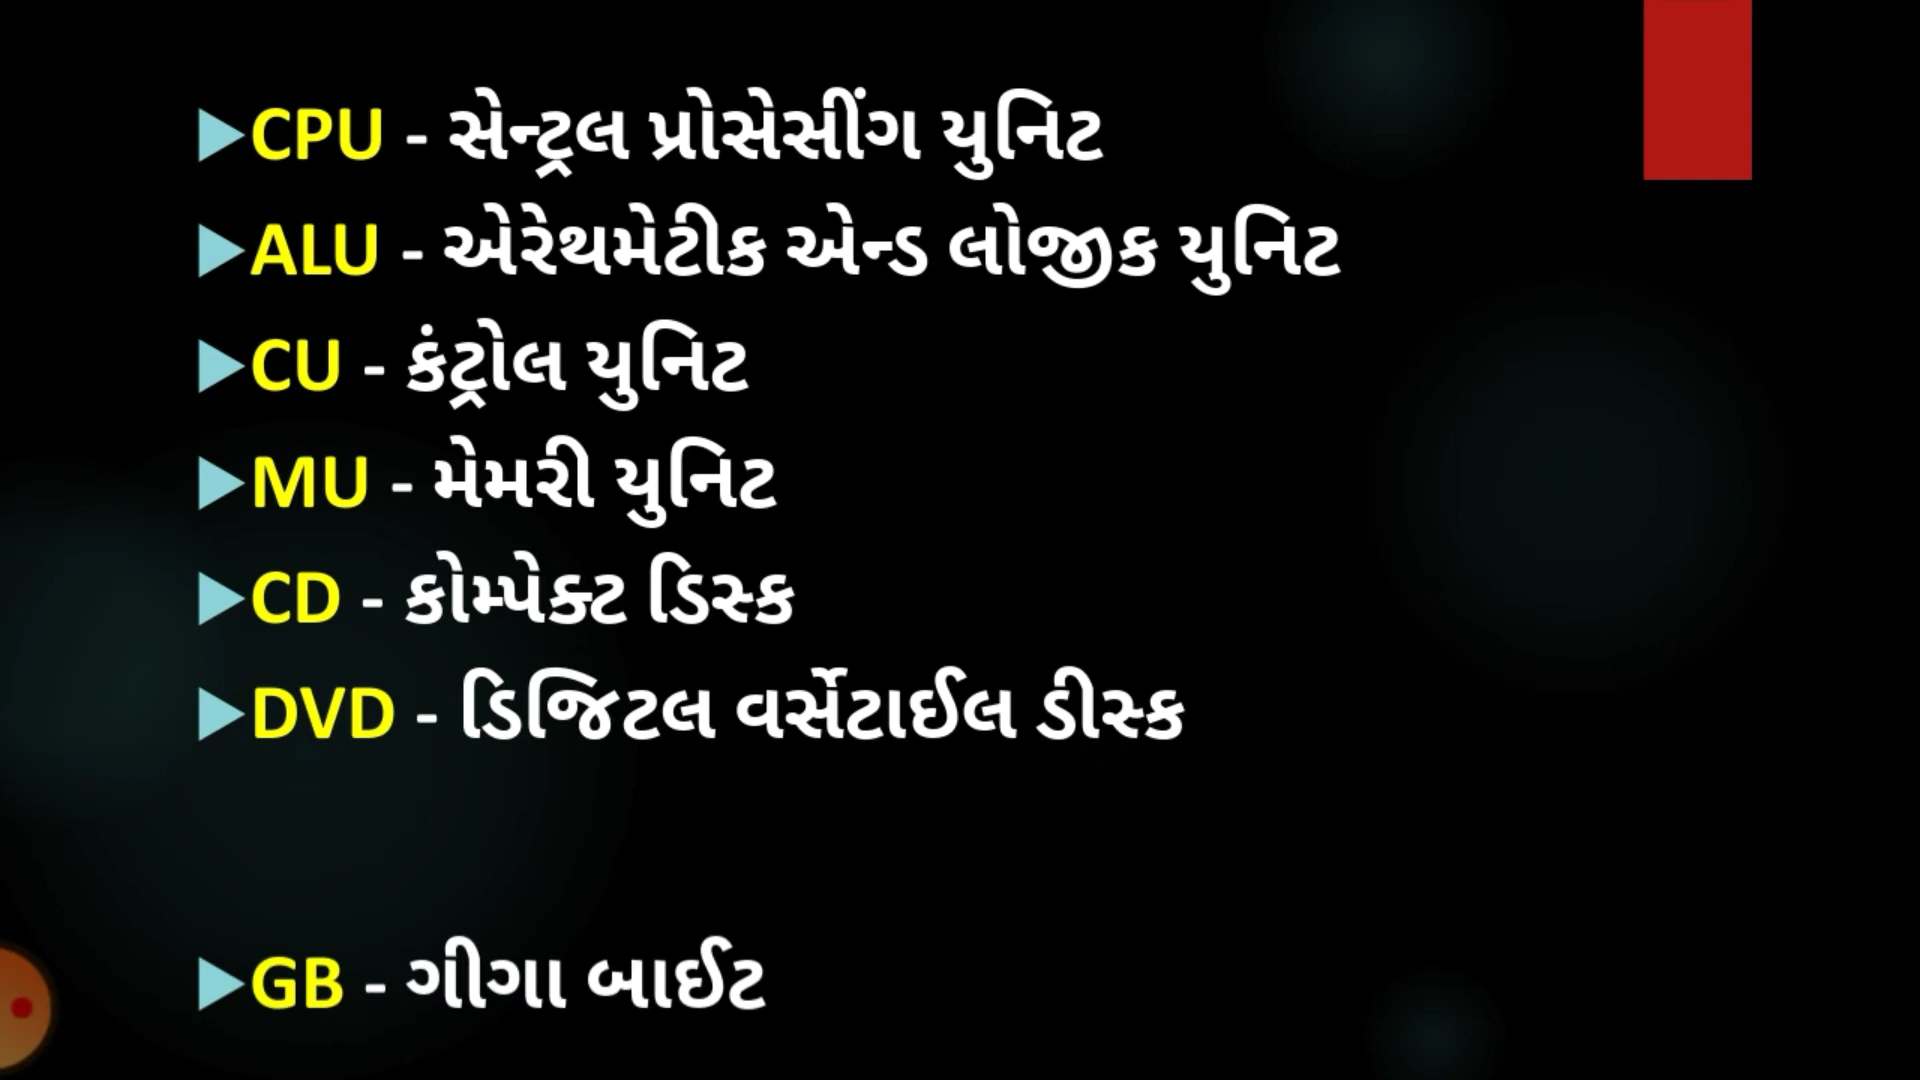 CPU - સેન્ટ્રલ પ્રોસેસીંગ યુનિટ
ALU - એરેથમેટીક એન્ડ લોજીક યુનિટ
CU - કંટ્રોલ યુનિટ
MU - મેમરી યુનિટ
CD - કોમ્પેક્ટ ડિસ્ક
DVD - ડિજિટલ વર્સેટાઈલ ડીસ્ક
GB - ગીગા બાઈટ